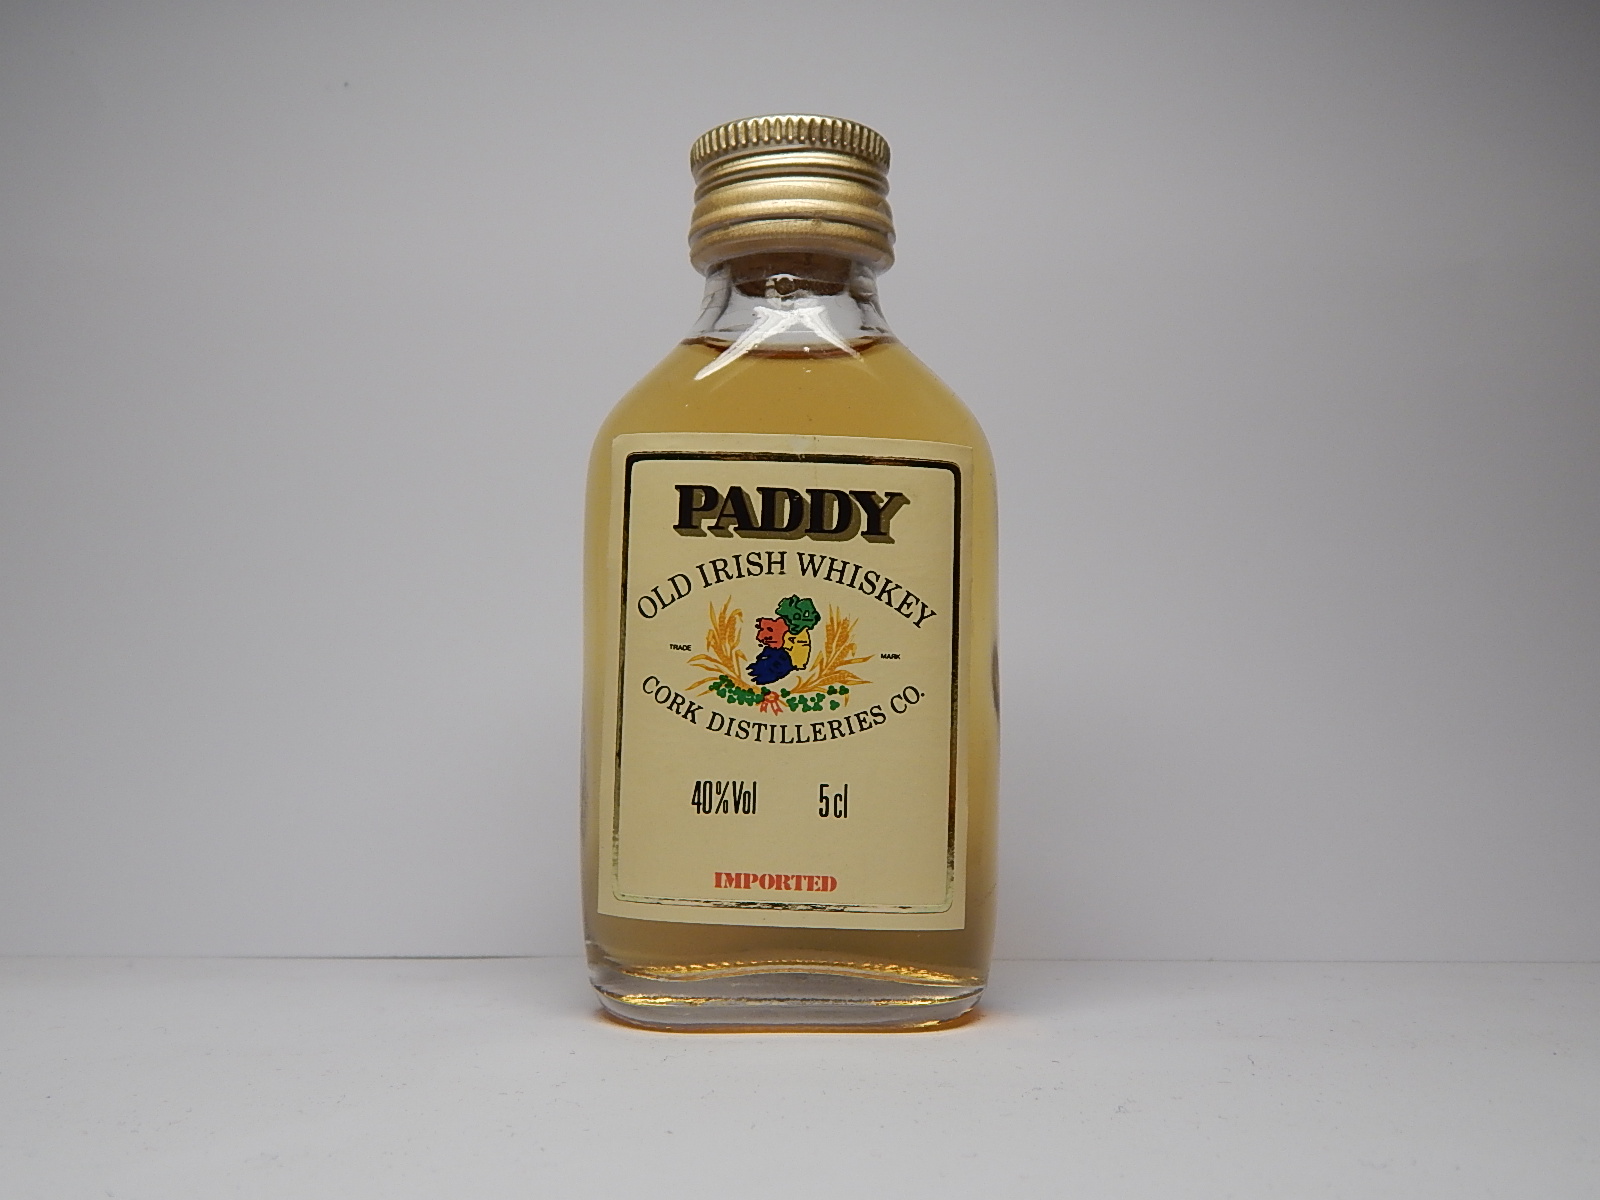 PADDY
OLD IRISH WHISKEY
TRADE MARK
CORK DISTILLERIES CO.
40%Vol 5cl
IMPORTED